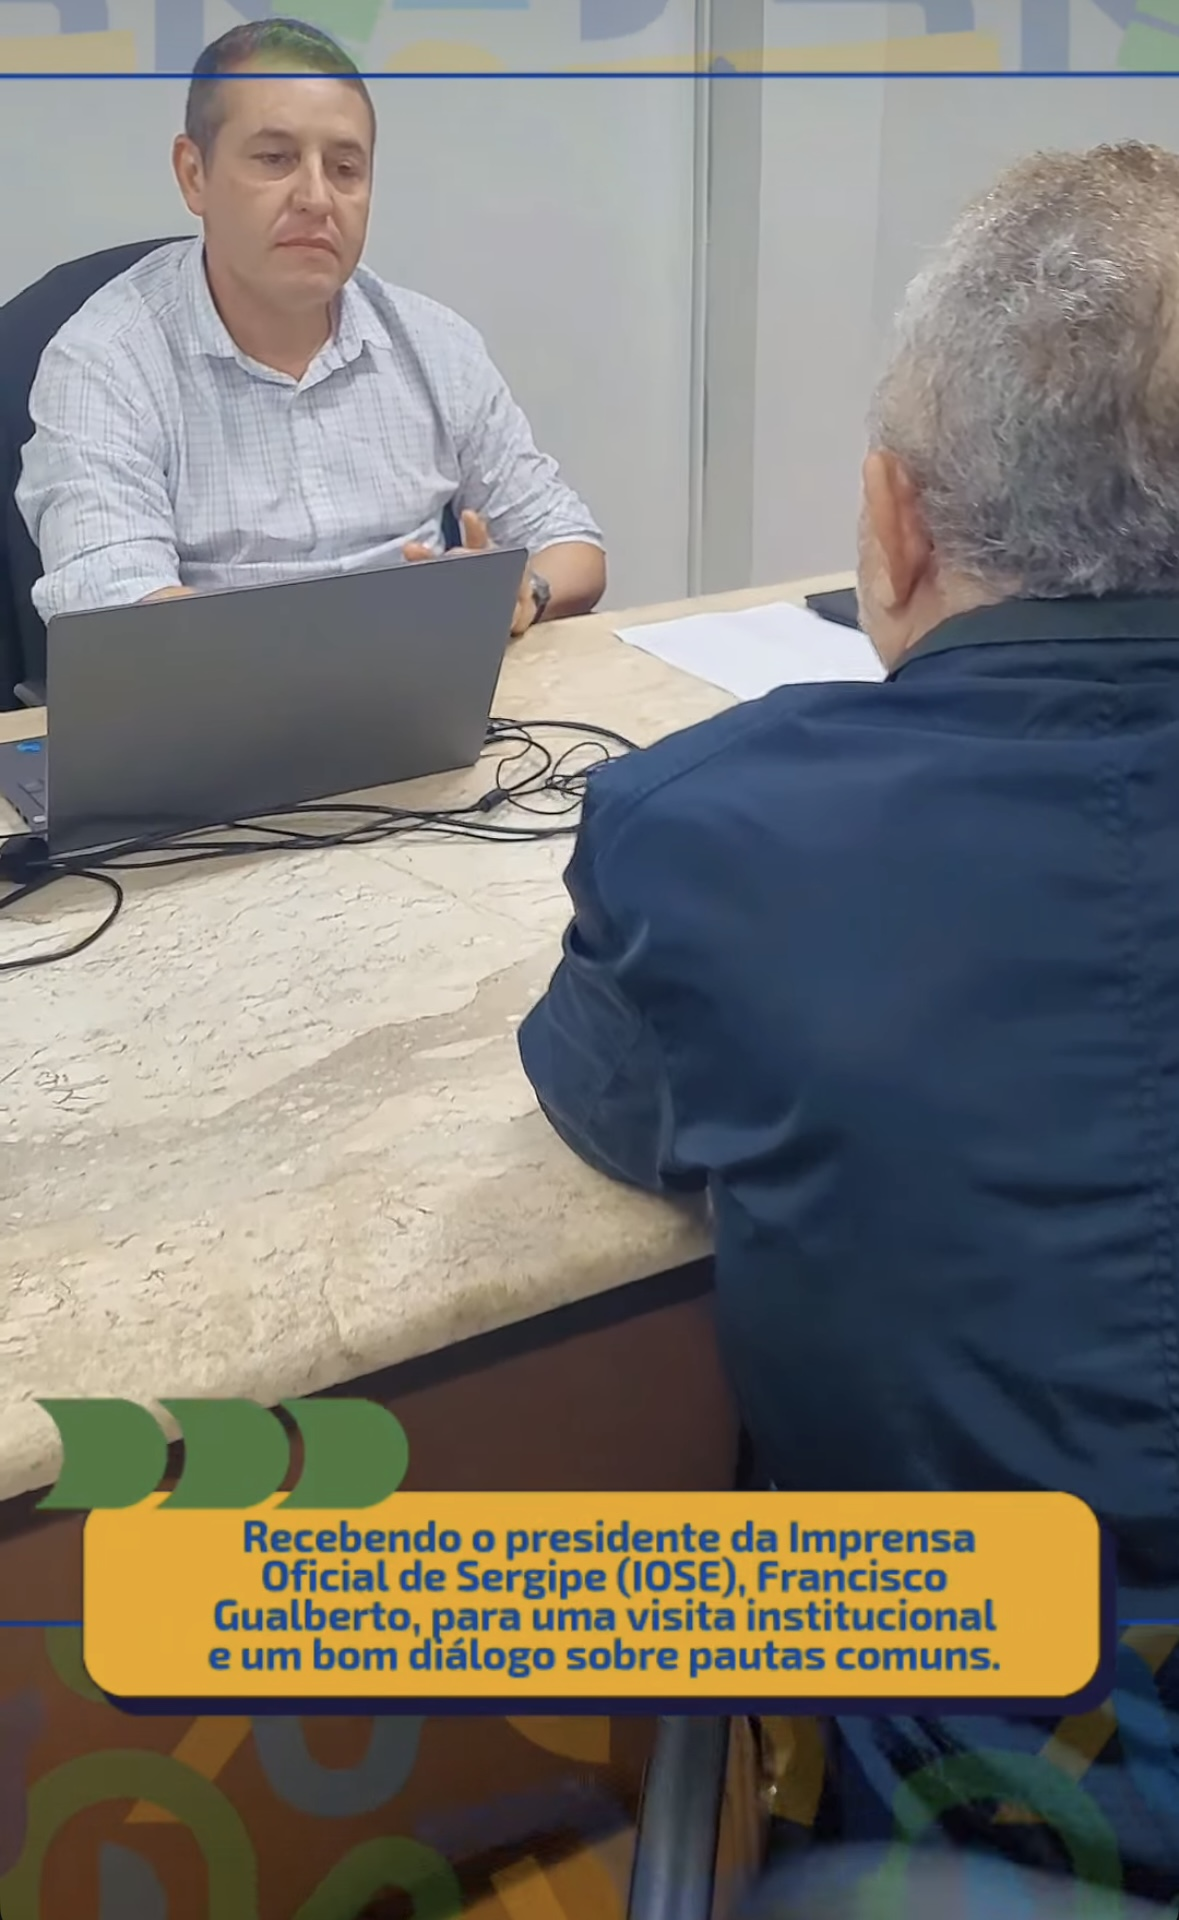 Recebendo o presidente da Imprensa
Oficial de Sergipe (IOSE), Francisco
Gualberto, para uma visita institucional
e um bom diálogo sobre pautas comuns.